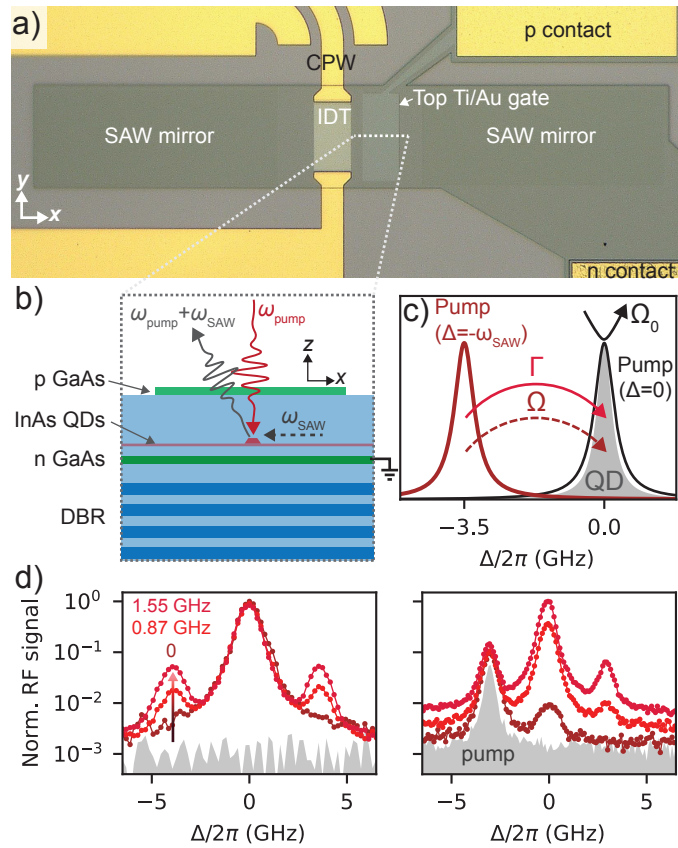 a)
p contact
CPW
Top Ti/Au gate
IDT
SAW mirror
SAW mirror
y
x
n contact
b)
ω_pump + ω_SAW
ω_pump
z
x
p GaAs
InAs QDs
ω_SAW
n GaAs
DBR
c)
Pump
(Δ=-ω_SAW)
Ω_0
Pump
(Δ=0)
Γ
Ω
QD
-3.5
0.0
Δ/2π (GHz)
d)
Norm. RF signal
10^0
10^-1
10^-2
10^-3
1.55 GHz
0.87 GHz
0
−5
0
5
Δ/2π (GHz)
pump
−5
0
5
Δ/2π (GHz)